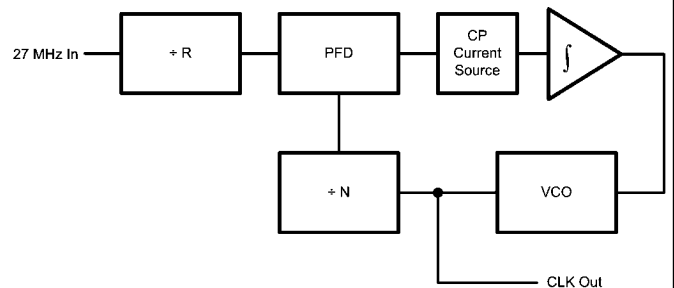 27 MHz In
÷ R
PFD
CP
Current
Source
∫
÷ N
VCO
CLK Out